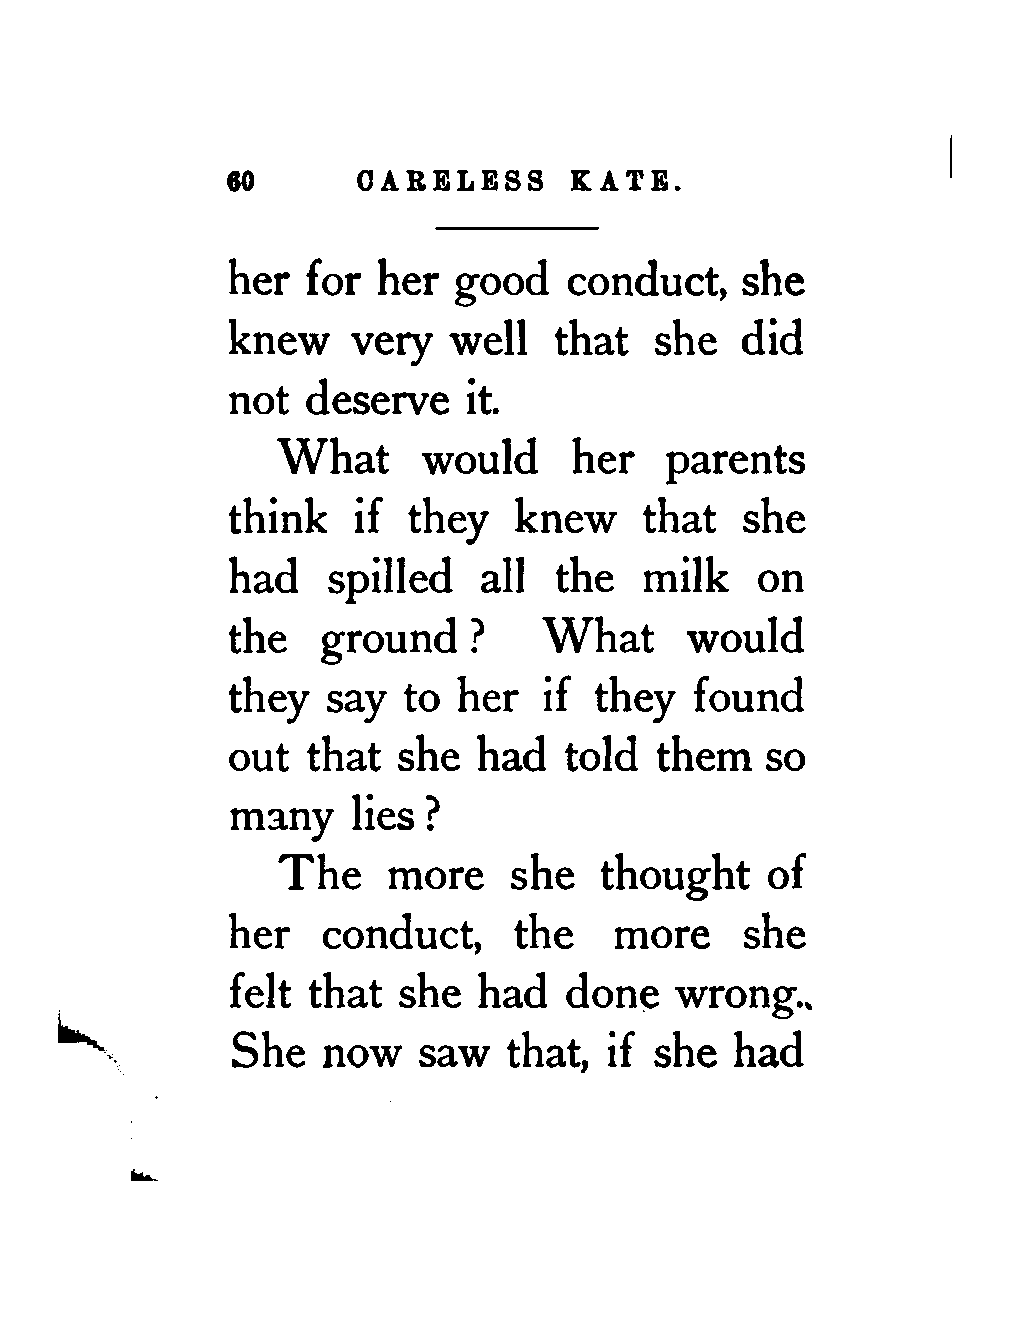 60 CARELESS KATE.
her for her good conduct, she
knew very well that she did
not deserve it.
What would her parents
think if they knew that she
had spilled all the milk on
the ground? What would
they say to her if they found
out that she had told them so
many lies?
The more she thought of
her conduct, the more she
felt that she had done wrong.
She now saw that, if she had